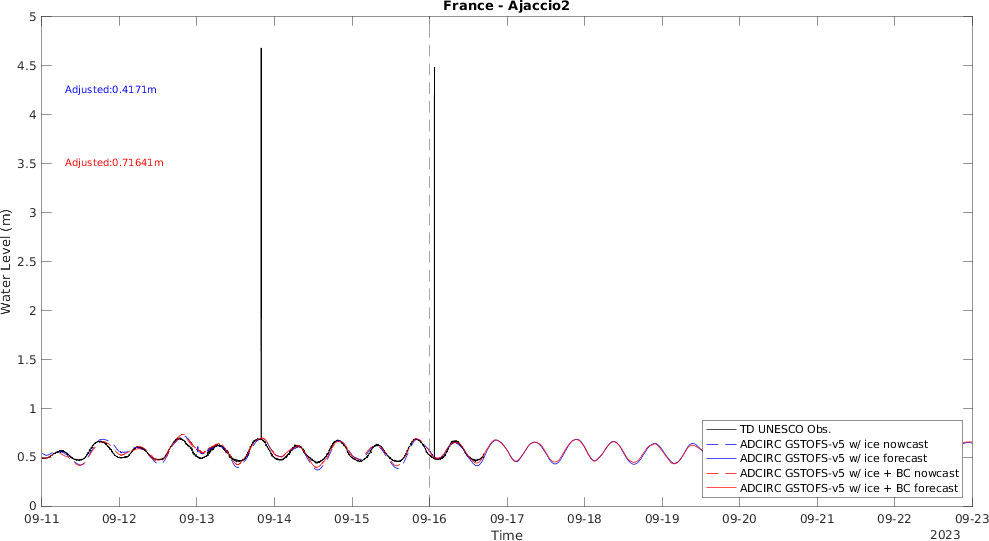 France - Ajaccio2
5
4.5
4
3.5
3
2.5
2
1.5
1
0.5
0
Water Level (m)
Adjusted:0.4171m
Adjusted:0.71641m
TD UNESCO Obs.
ADCIRC GSTOFS-v5 w/ ice nowcast
ADCIRC GSTOFS-v5 w/ ice forecast
ADCIRC GSTOFS-v5 w/ ice + BC nowcast
ADCIRC GSTOFS-v5 w/ ice + BC forecast
09-11 09-12 09-13 09-14 09-15 09-16 09-17 09-18 09-19 09-20 09-21 09-22 09-23
Time
2023